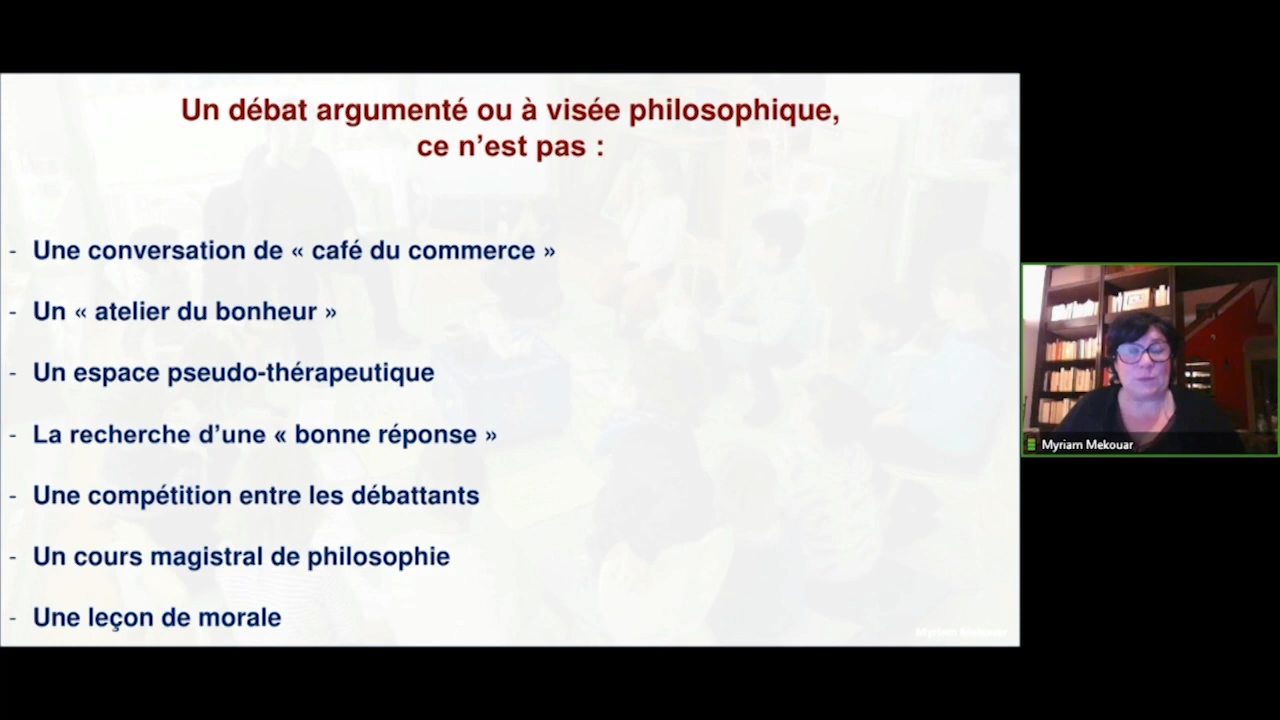 Un débat argumenté ou à visée philosophique,
ce n’est pas :
- Une conversation de « café du commerce »
- Un « atelier du bonheur »
- Un espace pseudo-thérapeutique
- La recherche d’une « bonne réponse »
- Une compétition entre les débattants
- Un cours magistral de philosophie
- Une leçon de morale
Myriam Mekouar
Myriam Mekouar